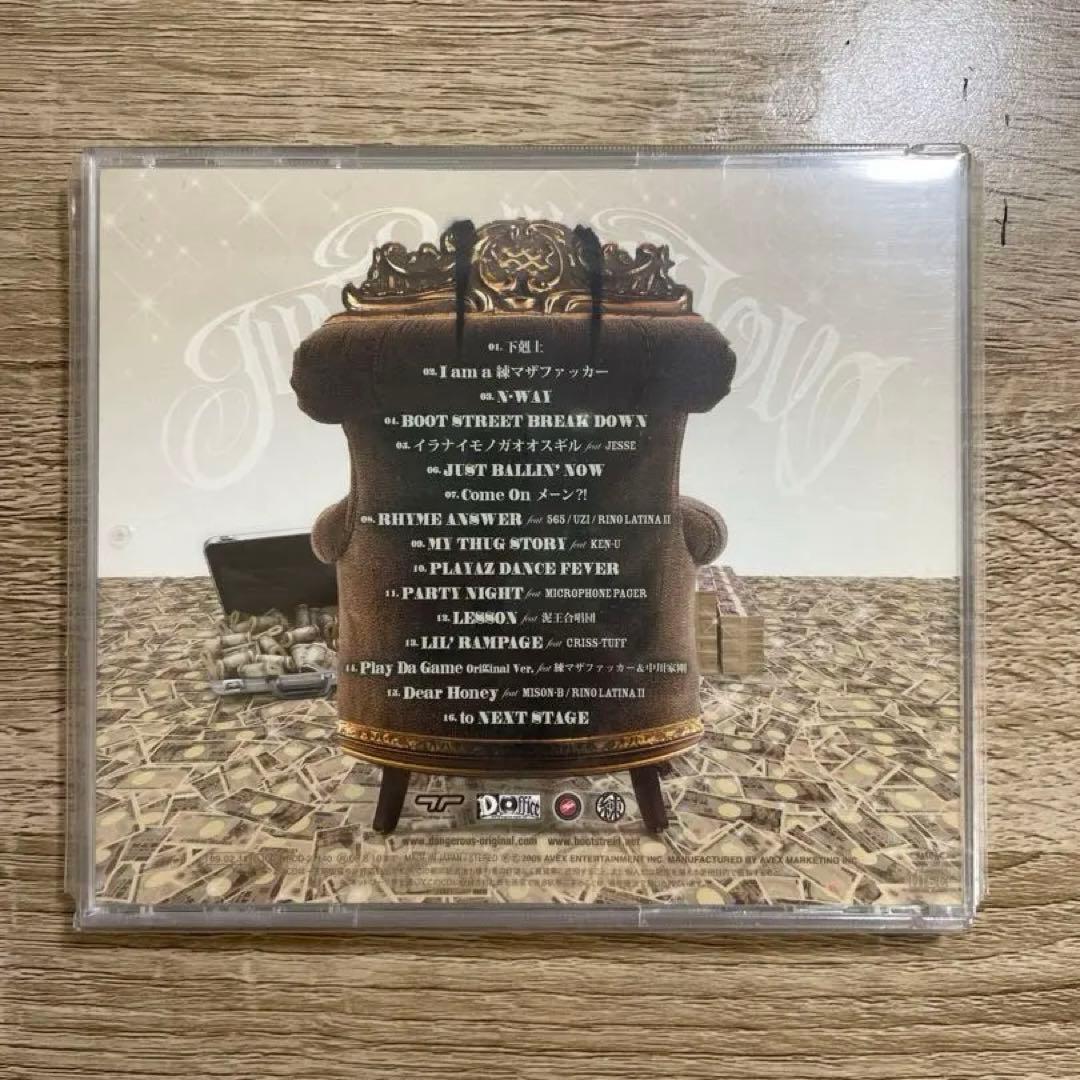 01. 下剋上
02. I am a 練マザファッカー
03. N★WAY
04. BOOT STREET BREAK DOWN
05. イラナイモノガオオスギル feat JESSE
06. JUST BALLIN' NOW
07. Come On メーン?!
08. RHYME ANSWER feat 565 / UZI / RINO LATINA II
09. MY THUG STORY feat KEN-U
10. PLAYAZ DANCE FEVER
11. PARTY NIGHT feat MICROPHONE PAGER
12. LESSON feat 泥王合唱団
13. LIL' RAMPAGE feat CRISS-TUFF
14. Play Da Game Original Ver. feat 練マザファッカー&中川家剛
15. Dear Honey feat MISON-B / RINO LATINA II
16. to NEXT STAGE
D.Office
www.dangerous-original.com www.bootstreet.net
MADE IN JAPAN / STEREO AVEX ENTERTAINMENT INC. MANUFACTURED BY AVEX MARKETING INC.